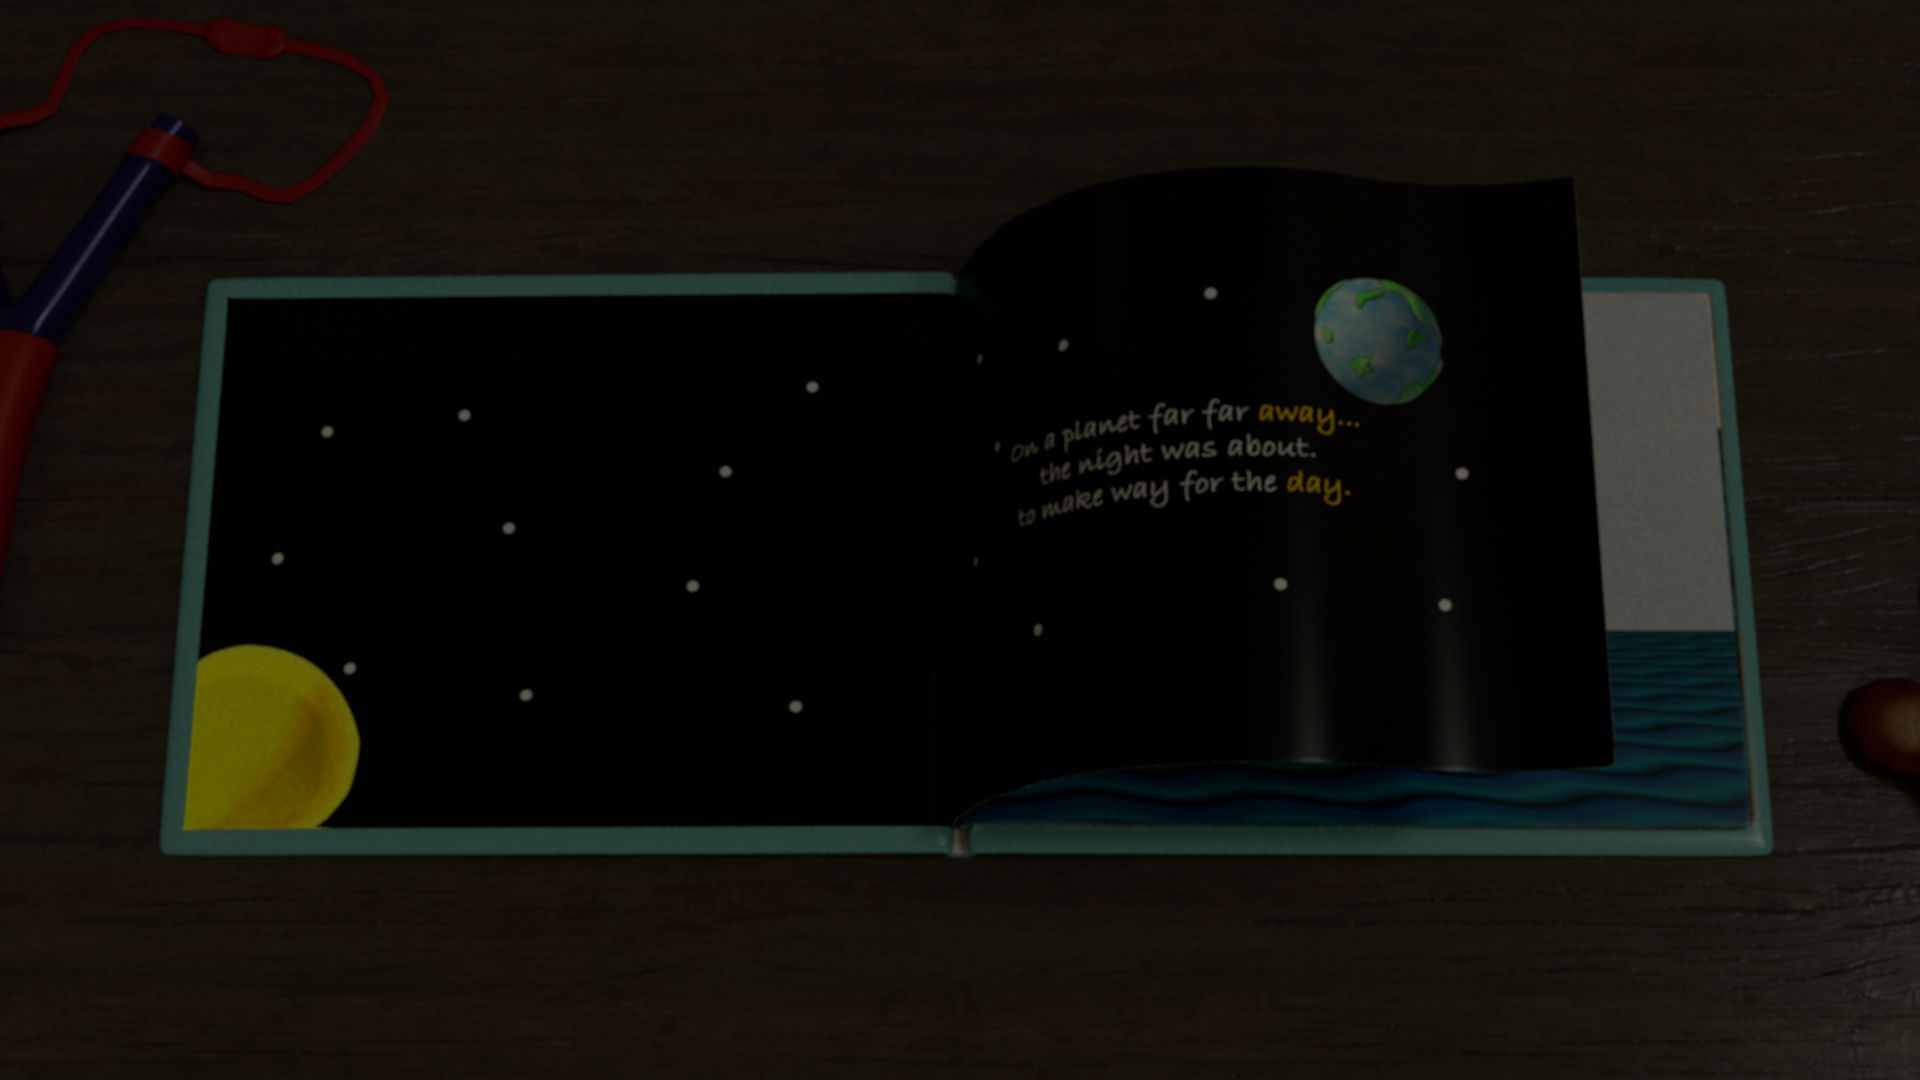 On a planet far far away...
the night was about.
to make way for the day.